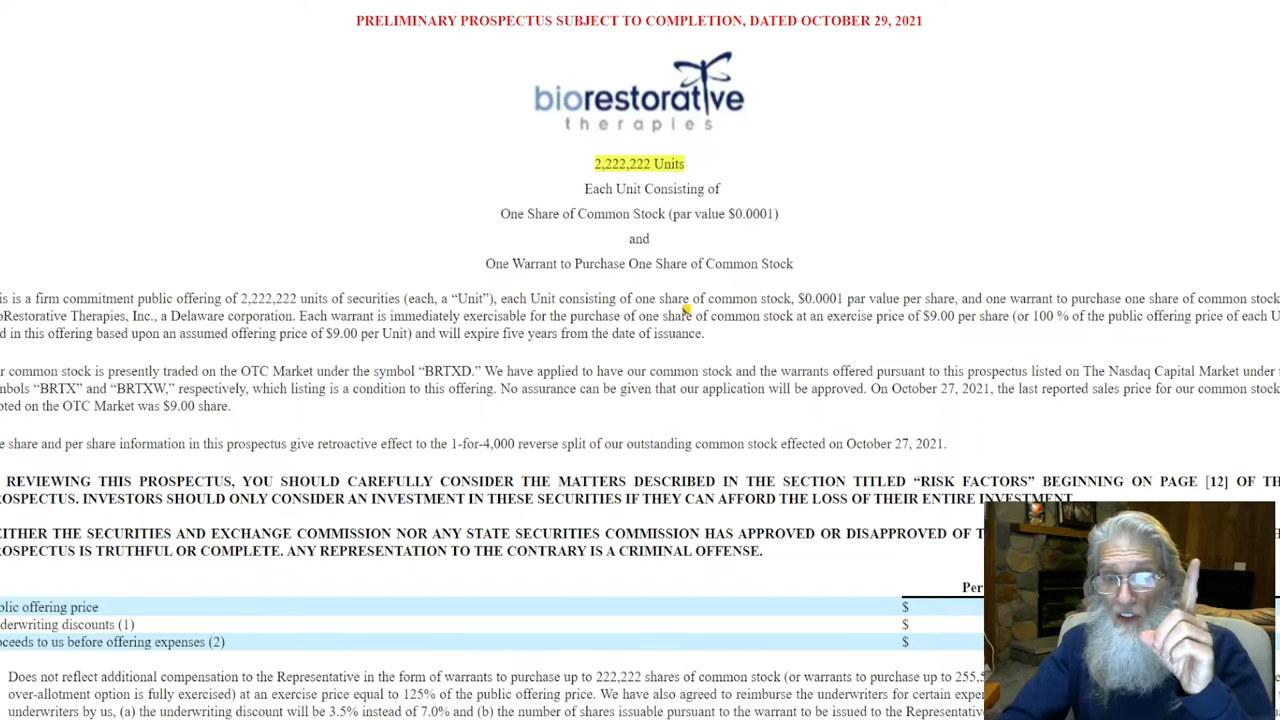 PRELIMINARY PROSPECTUS SUBJECT TO COMPLETION, DATED OCTOBER 29, 2021
biorestorative
therapies
2,222,222 Units
Each Unit Consisting of
One Share of Common Stock (par value $0.0001)
and
One Warrant to Purchase One Share of Common Stock
is is a firm commitment public offering of 2,222,222 units of securities (each, a “Unit”), each Unit consisting of one share of common stock, $0.0001 par value per share, and one warrant to purchase one share of common stock
oRestorative Therapies, Inc., a Delaware corporation. Each warrant is immediately exercisable for the purchase of one share of common stock at an exercise price of $9.00 per share (or 100 % of the public offering price of each U
d in this offering based upon an assumed offering price of $9.00 per Unit) and will expire five years from the date of issuance.
r common stock is presently traded on the OTC Market under the symbol “BRTXD.” We have applied to have our common stock and the warrants offered pursuant to this prospectus listed on The Nasdaq Capital Market under
mbols “BRTX” and “BRTXW,” respectively, which listing is a condition to this offering. No assurance can be given that our application will be approved. On October 27, 2021, the last reported sales price for our common stock
oted on the OTC Market was $9.00 share.
e share and per share information in this prospectus give retroactive effect to the 1-for-4,000 reverse split of our outstanding common stock effected on October 27, 2021.
REVIEWING THIS PROSPECTUS, YOU SHOULD CAREFULLY CONSIDER THE MATTERS DESCRIBED IN THE SECTION TITLED “RISK FACTORS” BEGINNING ON PAGE [12] OF TH
ROSPECTUS. INVESTORS SHOULD ONLY CONSIDER AN INVESTMENT IN THESE SECURITIES IF THEY CAN AFFORD THE LOSS OF THEIR ENTIRE INVESTMENT
EITHER THE SECURITIES AND EXCHANGE COMMISSION NOR ANY STATE SECURITIES COMMISSION HAS APPROVED OR DISAPPROVED OF T
ROSPECTUS IS TRUTHFUL OR COMPLETE. ANY REPRESENTATION TO THE CONTRARY IS A CRIMINAL OFFENSE.
Per
blic offering price $
derwriting discounts (1) $
oceeds to us before offering expenses (2) $
Does not reflect additional compensation to the Representative in the form of warrants to purchase up to 222,222 shares of common stock (or warrants to purchase up to 255,5
over-allotment option is fully exercised) at an exercise price equal to 125% of the public offering price. We have also agreed to reimburse the underwriters for certain expe
underwriters by us, (a) the underwriting discount will be 3.5% instead of 7.0% and (b) the number of shares issuable pursuant to the warrant to be issued to the Representativ